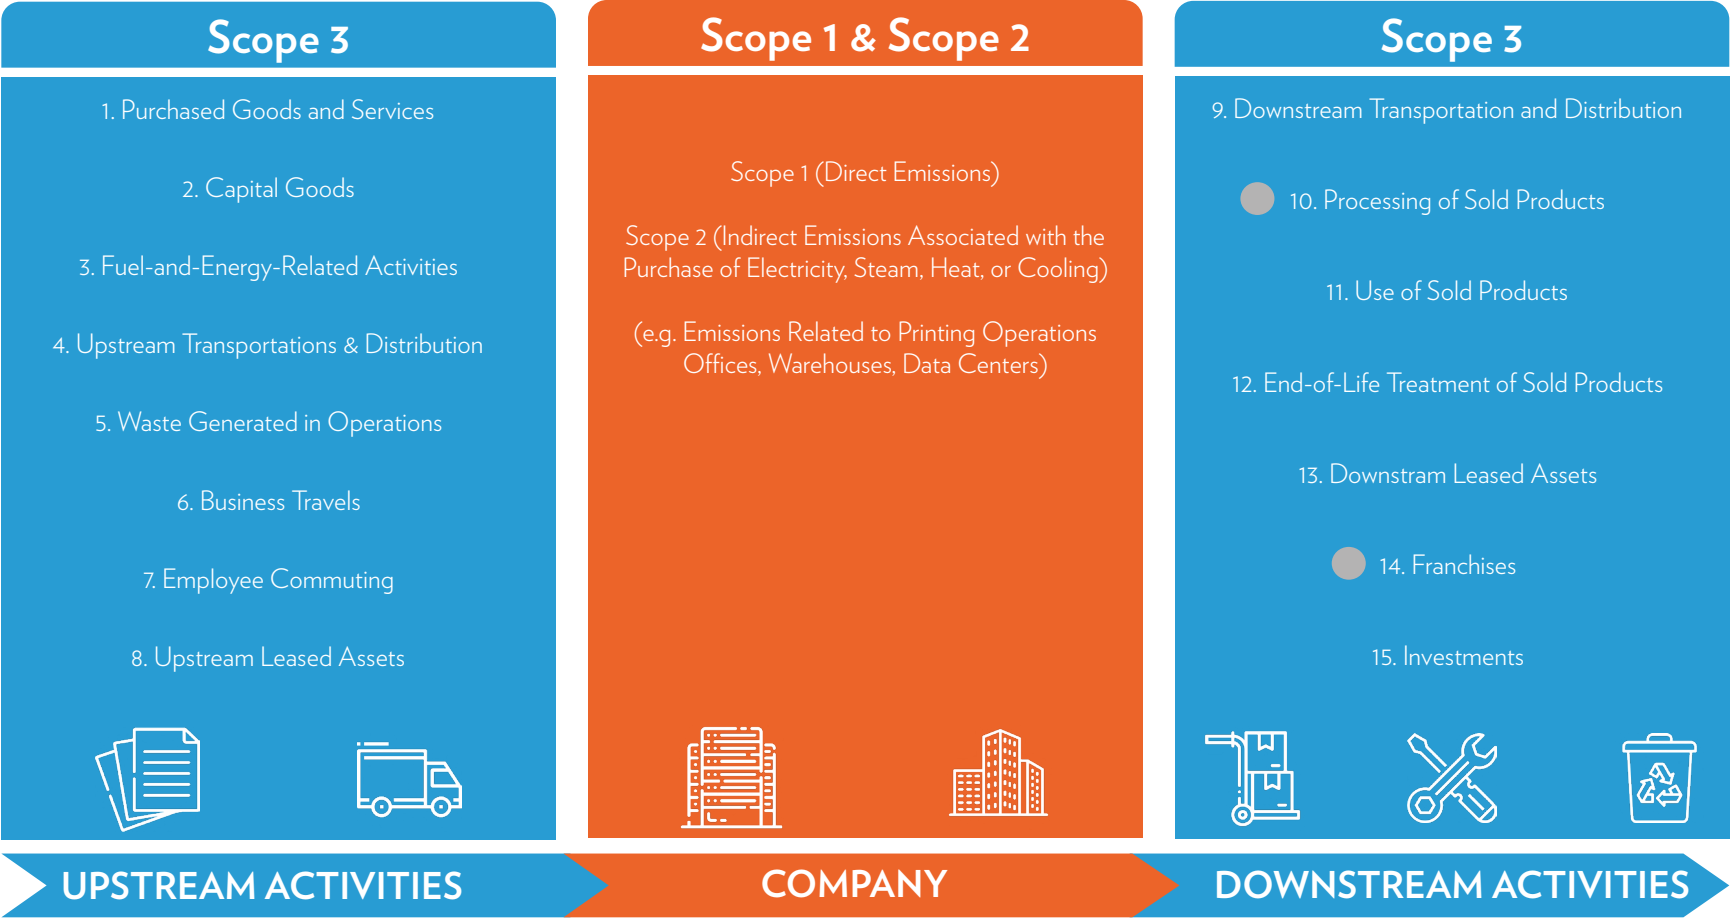 Scope 3
1. Purchased Goods and Services
2. Capital Goods
3. Fuel-and-Energy-Related Activities
4. Upstream Transportations & Distribution
5. Waste Generated in Operations
6. Business Travels
7. Employee Commuting
8. Upstream Leased Assets
UPSTREAM ACTIVITIES
Scope 1 & Scope 2
Scope 1 (Direct Emissions)
Scope 2 (Indirect Emissions Associated with the
Purchase of Electricity, Steam, Heat, or Cooling)
(e.g. Emissions Related to Printing Operations
Offices, Warehouses, Data Centers)
COMPANY
Scope 3
9. Downstream Transportation and Distribution
10. Processing of Sold Products
11. Use of Sold Products
12. End-of-Life Treatment of Sold Products
13. Downstram Leased Assets
14. Franchises
15. Investments
DOWNSTREAM ACTIVITIES